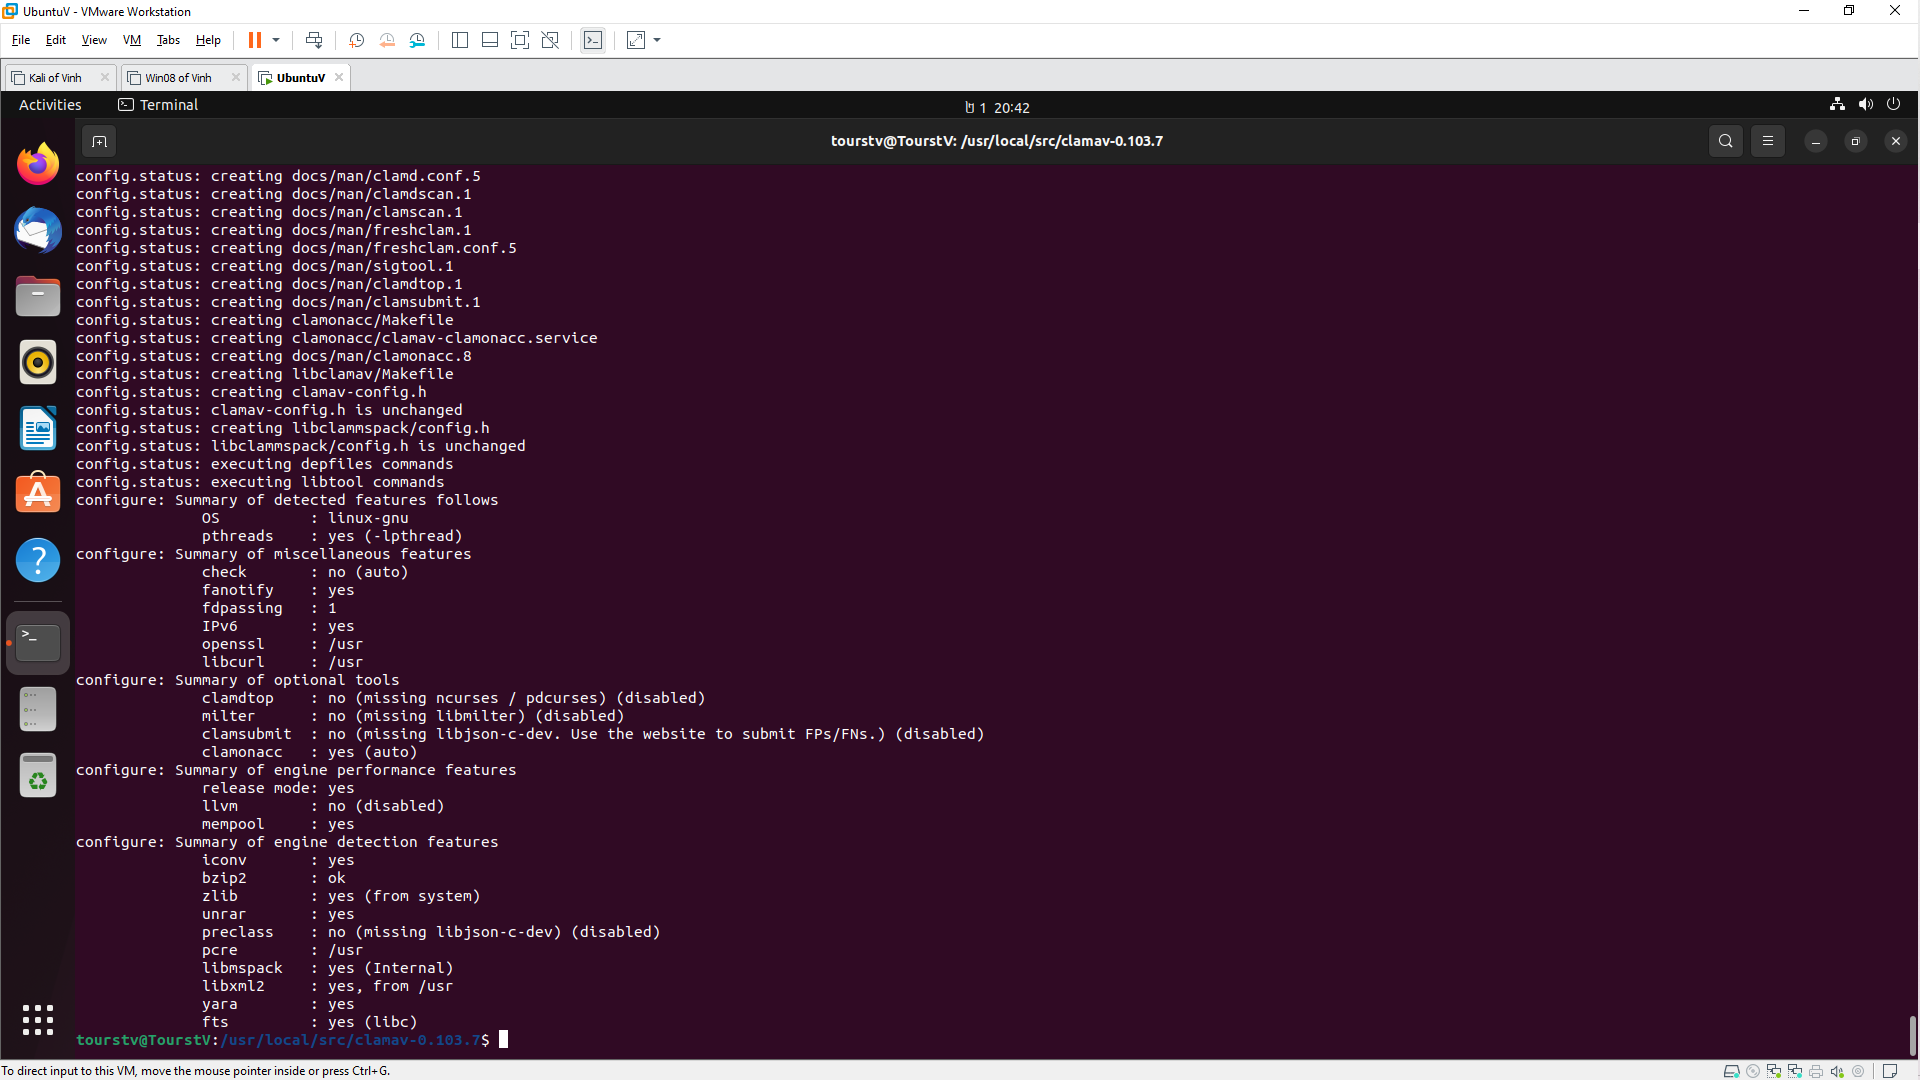 UbuntuV - VMware Workstation
File Edit View VM Tabs Help
Kali of Vinh Win08 of Vinh UbuntuV
Activities Terminal 1 20:42
tourstv@TourstV: /usr/local/src/clamav-0.103.7
config.status: creating docs/man/clamd.conf.5
config.status: creating docs/man/clamdscan.1
config.status: creating docs/man/clamscan.1
config.status: creating docs/man/freshclam.1
config.status: creating docs/man/freshclam.conf.5
config.status: creating docs/man/sigtool.1
config.status: creating docs/man/clamdtop.1
config.status: creating docs/man/clamsubmit.1
config.status: creating clamonacc/Makefile
config.status: creating clamonacc/clamav-clamonacc.service
config.status: creating docs/man/clamonacc.8
config.status: creating libclamav/Makefile
config.status: creating clamav-config.h
config.status: clamav-config.h is unchanged
config.status: creating libclammspack/config.h
config.status: libclammspack/config.h is unchanged
config.status: executing depfiles commands
config.status: executing libtool commands
configure: Summary of detected features follows
OS : linux-gnu
pthreads : yes (-lpthread)
configure: Summary of miscellaneous features
check : no (auto)
fanotify : yes
fdpassing : 1
IPv6 : yes
openssl : /usr
libcurl : /usr
configure: Summary of optional tools
clamdtop : no (missing ncurses / pdcurses) (disabled)
milter : no (missing libmilter) (disabled)
clamsubmit : no (missing libjson-c-dev. Use the website to submit FPs/FNs.) (disabled)
clamonacc : yes (auto)
configure: Summary of engine performance features
release mode: yes
llvm : no (disabled)
mempool : yes
configure: Summary of engine detection features
iconv : yes
bzip2 : ok
zlib : yes (from system)
unrar : yes
preclass : no (missing libjson-c-dev) (disabled)
pcre : /usr
libmspack : yes (Internal)
libxml2 : yes, from /usr
yara : yes
fts : yes (libc)
tourstv@TourstV:/usr/local/src/clamav-0.103.7$
To direct input to this VM, move the mouse pointer inside or press Ctrl+G.